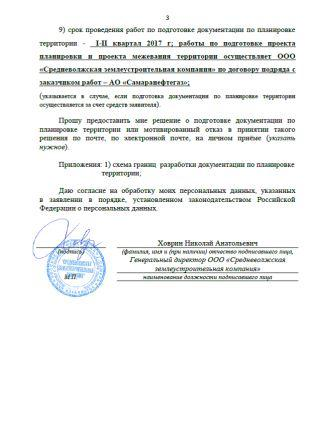 3
9) срок проведения работ по подготовке документации по планировке
территории - I-II квартал 2017 г; работы по подготовке проекта
планировки и проекта межевания территории осуществляет ООО
«Средневолжская землеустроительная компания» по договору подряда с
заказчиком работ – АО «Самаранефтегаз»;
(указывается в случае, если подготовка документации по планировке территории
осуществляется за счет средств заявителя).
Прошу предоставить мне решение о подготовке документации по
планировке территории или мотивированный отказ в принятии такого
решения по почте, по электронной почте, на личном приёме (указать
нужное).
Приложения: 1) схема границ разработки документации по планировке
территории;
Даю согласие на обработку моих персональных данных, указанных
в заявлении в порядке, установленном законодательством Российской
Федерации о персональных данных.
Ховрин Николай Анатольевич
(подпись) (фамилия, имя и (при наличии) отчество подписавшего лица,
Генеральный директор ООО «Средневолжская
землеустроительная компания»
М.П. наименование должности подписавшего лица